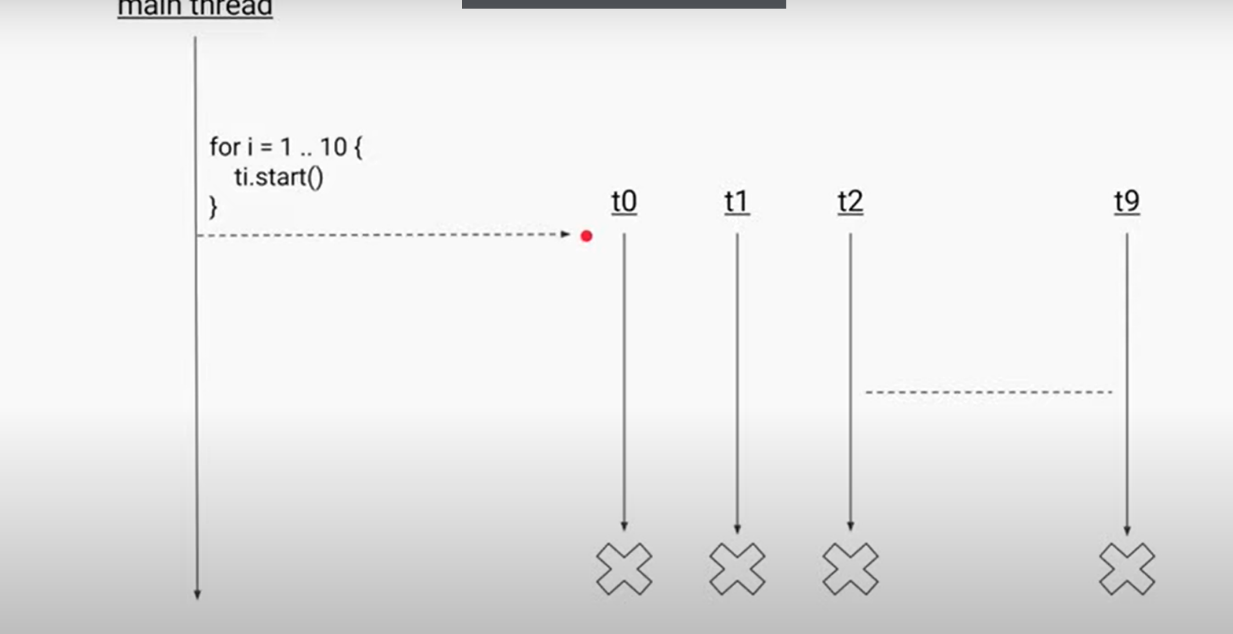 main thread
for i = 1 .. 10 {
ti.start()
}
t0 t1 t2 t9